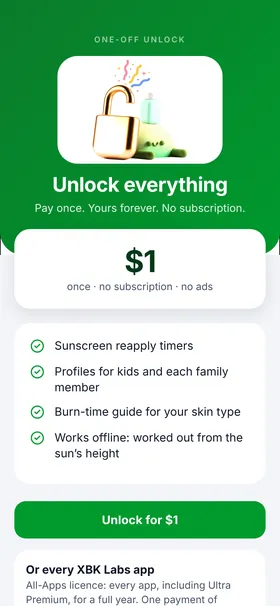 ONE-OFF UNLOCK
Unlock everything
Pay once. Yours forever. No subscription.
$1
once · no subscription · no ads
Sunscreen reapply timers
Profiles for kids and each family
member
Burn-time guide for your skin type
Works offline: worked out from the
sun’s height
Unlock for $1
Or every XBK Labs app
All-Apps licence: every app, including Ultra
Premium, for a full year. One payment of